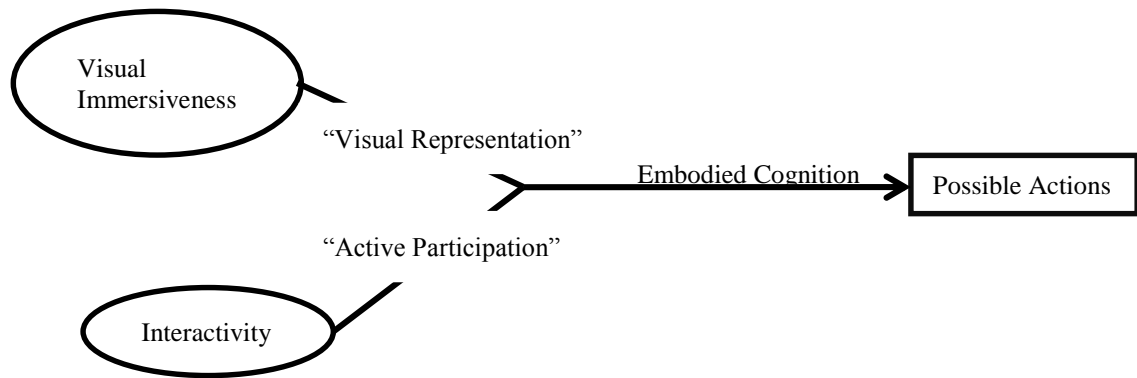 Visual
Immersiveness
“Visual Representation”
Embodied Cognition
Possible Actions
“Active Participation”
Interactivity